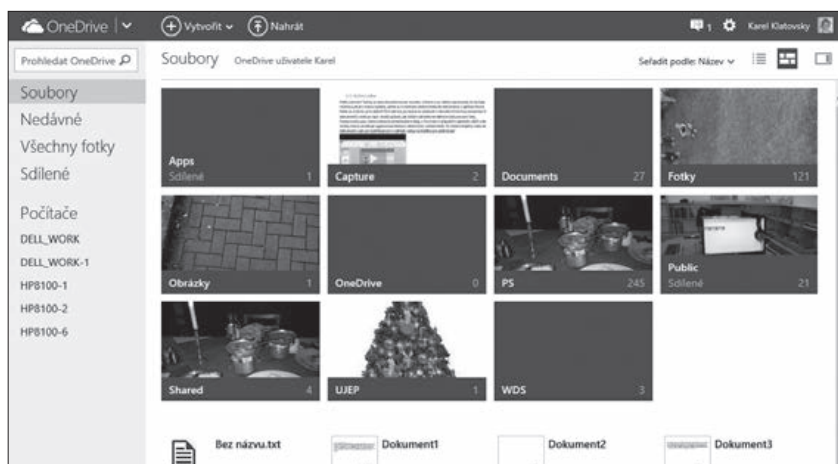 OneDrive Vytvořit Nahrát 1 Karel Klatovsky
Prohledat OneDrive Soubory OneDrive uživatele Karel Seřadit podle: Název
Soubory
Nedávné
Všechny fotky
Sdílené
Počítače
DELL_WORK
DELL_WORK-1
HP8100-1
HP8100-2
HP8100-6
Apps
Sdílené 1
Capture 2
Documents 27
Fotky 121
Obrázky 1
OneDrive 0
PS 245
Public
Sdílené 21
Shared 4
UJEP 1
WDS 3
Bez názvu.txt
Dokument1
Dokument2
Dokument3